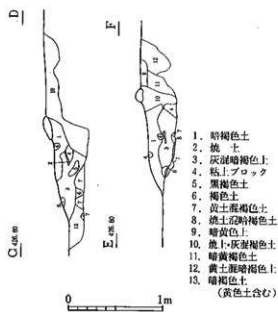 D
F
C 426.80
E 426.80
1. 暗褐色土
2. 焼 土
3. 灰混暗褐色土
4. 粘土ブロック
5. 黒褐色土
6. 褐色土
7. 黄土混褐色土
8. 焼土混暗褐色土
9. 暗黄色土
10. 焼土・灰混褐色土
11. 暗黄褐色土
12. 黄土混暗褐色土
13. 暗褐色土
(黄色土含む)
0 1m